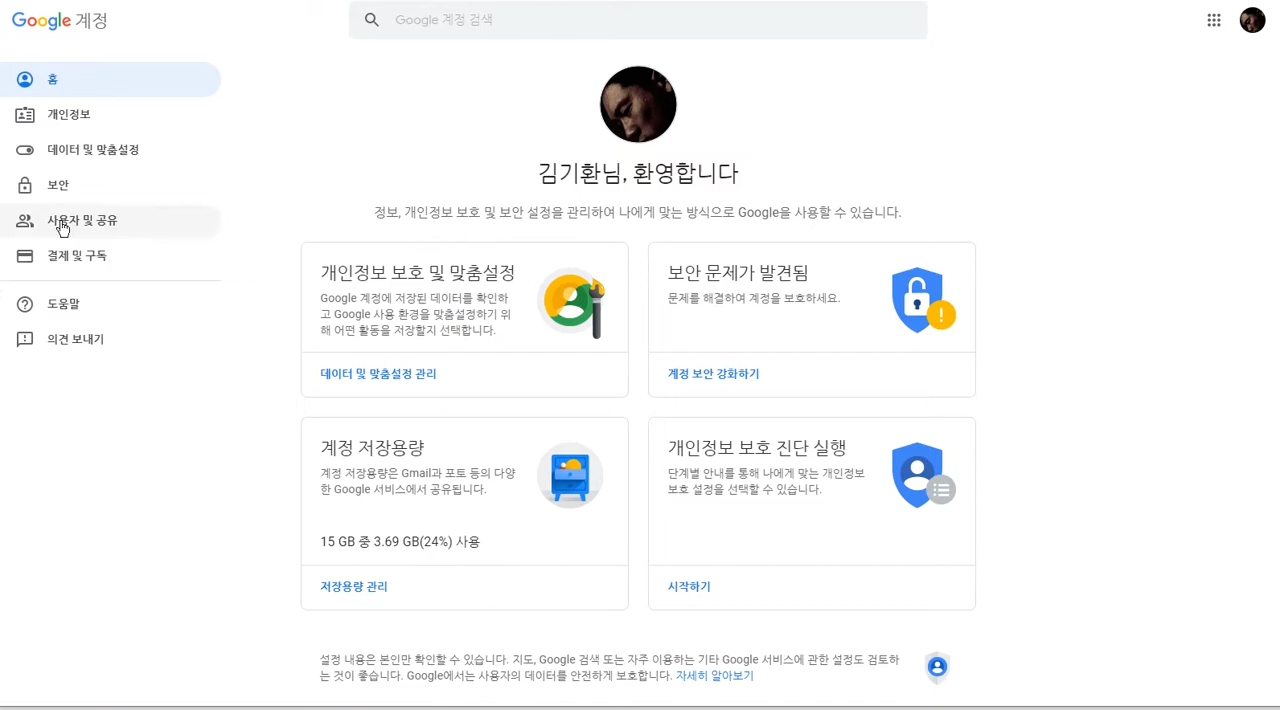 Google 계정
Google 계정 검색
홈
개인정보
데이터 및 맞춤설정
보안
사용자 및 공유
결제 및 구독
도움말
의견 보내기
김기환님, 환영합니다
정보, 개인정보 보호 및 보안 설정을 관리하여 나에게 맞는 방식으로 Google을 사용할 수 있습니다.
개인정보 보호 및 맞춤설정
Google 계정에 저장된 데이터를 확인하
고 Google 사용 환경을 맞춤설정하기 위
해 어떤 활동을 저장할지 선택합니다.
데이터 및 맞춤설정 관리
보안 문제가 발견됨
문제를 해결하여 계정을 보호하세요.
계정 보안 강화하기
계정 저장용량
계정 저장용량은 Gmail과 포토 등의 다양
한 Google 서비스에서 공유됩니다.
15 GB 중 3.69 GB(24%) 사용
저장용량 관리
개인정보 보호 진단 실행
단계별 안내를 통해 나에게 맞는 개인정보
보호 설정을 선택할 수 있습니다.
시작하기
설정 내용은 본인만 확인할 수 있습니다. 지도, Google 검색 또는 자주 이용하는 기타 Google 서비스에 관한 설정도 검토하
는 것이 좋습니다. Google에서는 사용자의 데이터를 안전하게 보호합니다. 자세히 알아보기